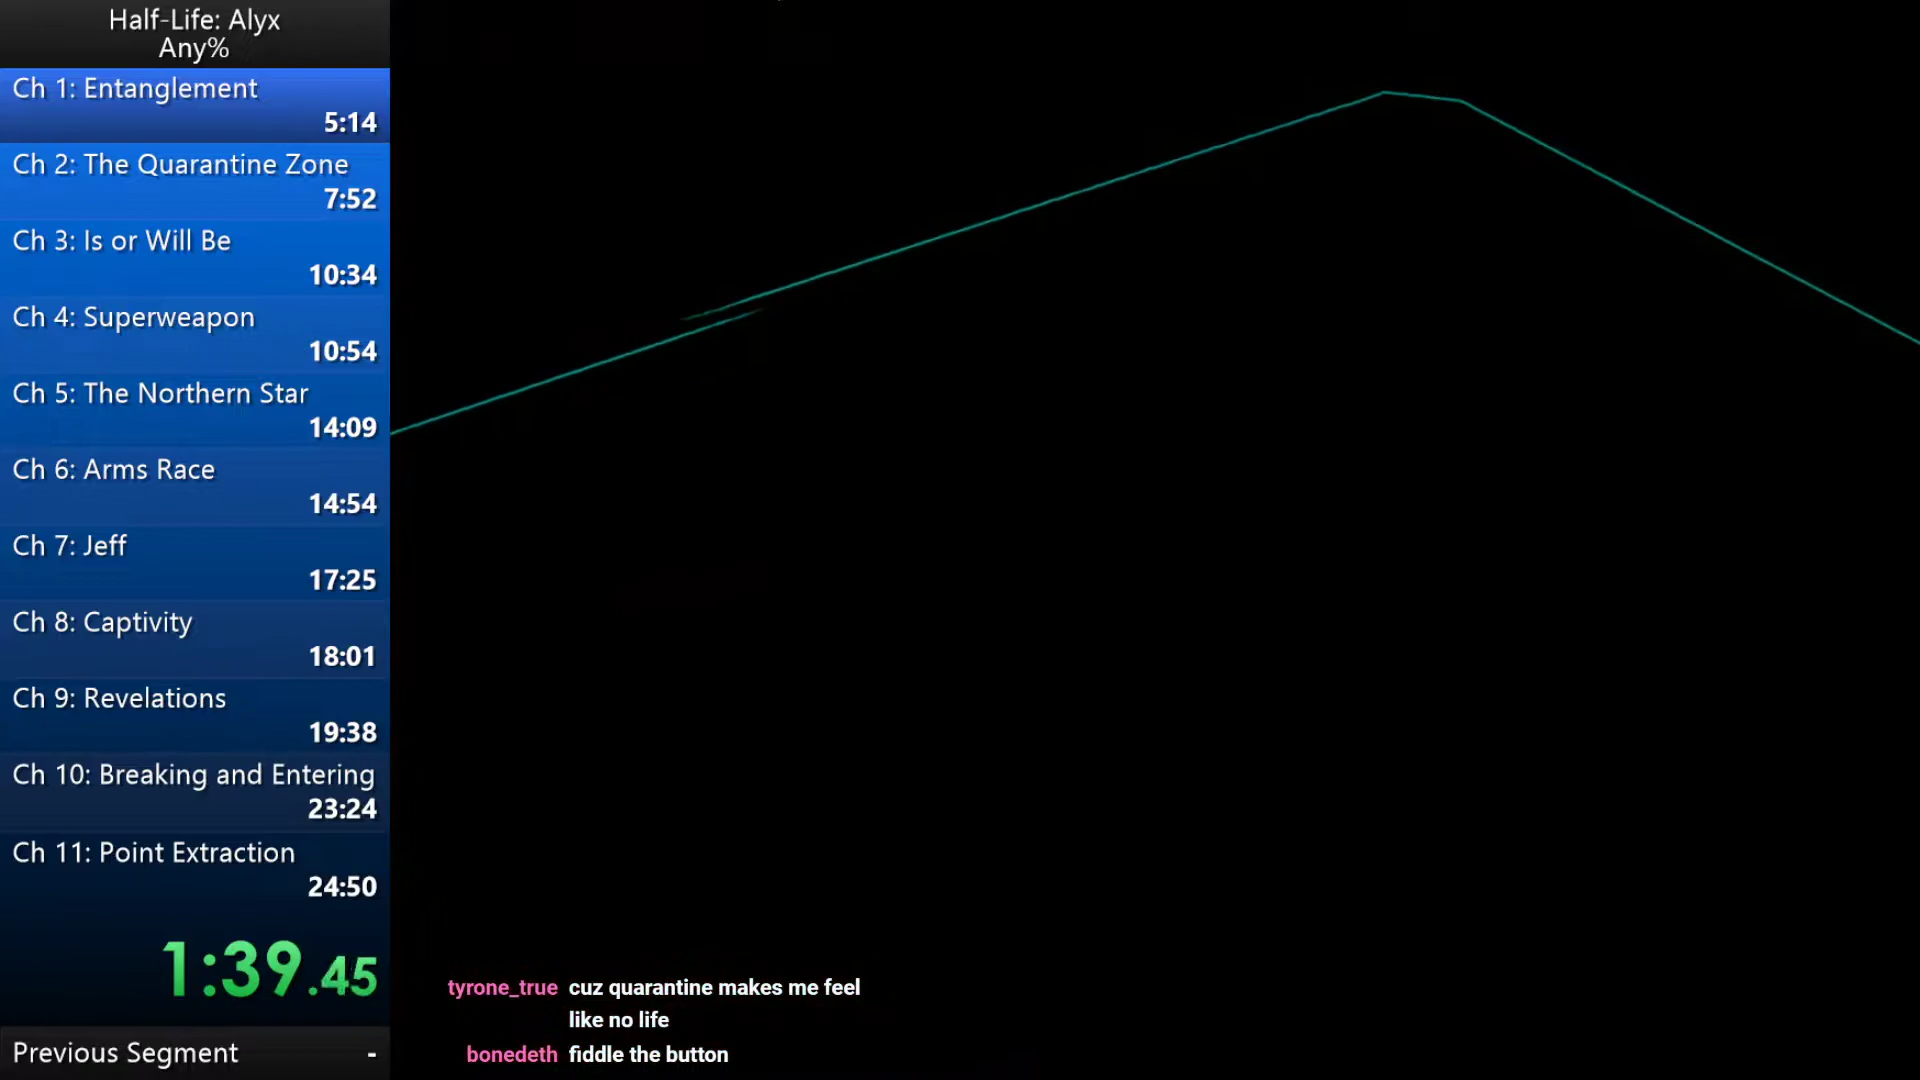 Half-Life: Alyx
Any%
Ch 1: Entanglement
5:14
Ch 2: The Quarantine Zone
7:52
Ch 3: Is or Will Be
10:34
Ch 4: Superweapon
10:54
Ch 5: The Northern Star
14:09
Ch 6: Arms Race
14:54
Ch 7: Jeff
17:25
Ch 8: Captivity
18:01
Ch 9: Revelations
19:38
Ch 10: Breaking and Entering
23:24
Ch 11: Point Extraction
24:50
1:39.45
Previous Segment -
tyrone_true cuz quarantine makes me feel
like no life
bonedeth fiddle the button